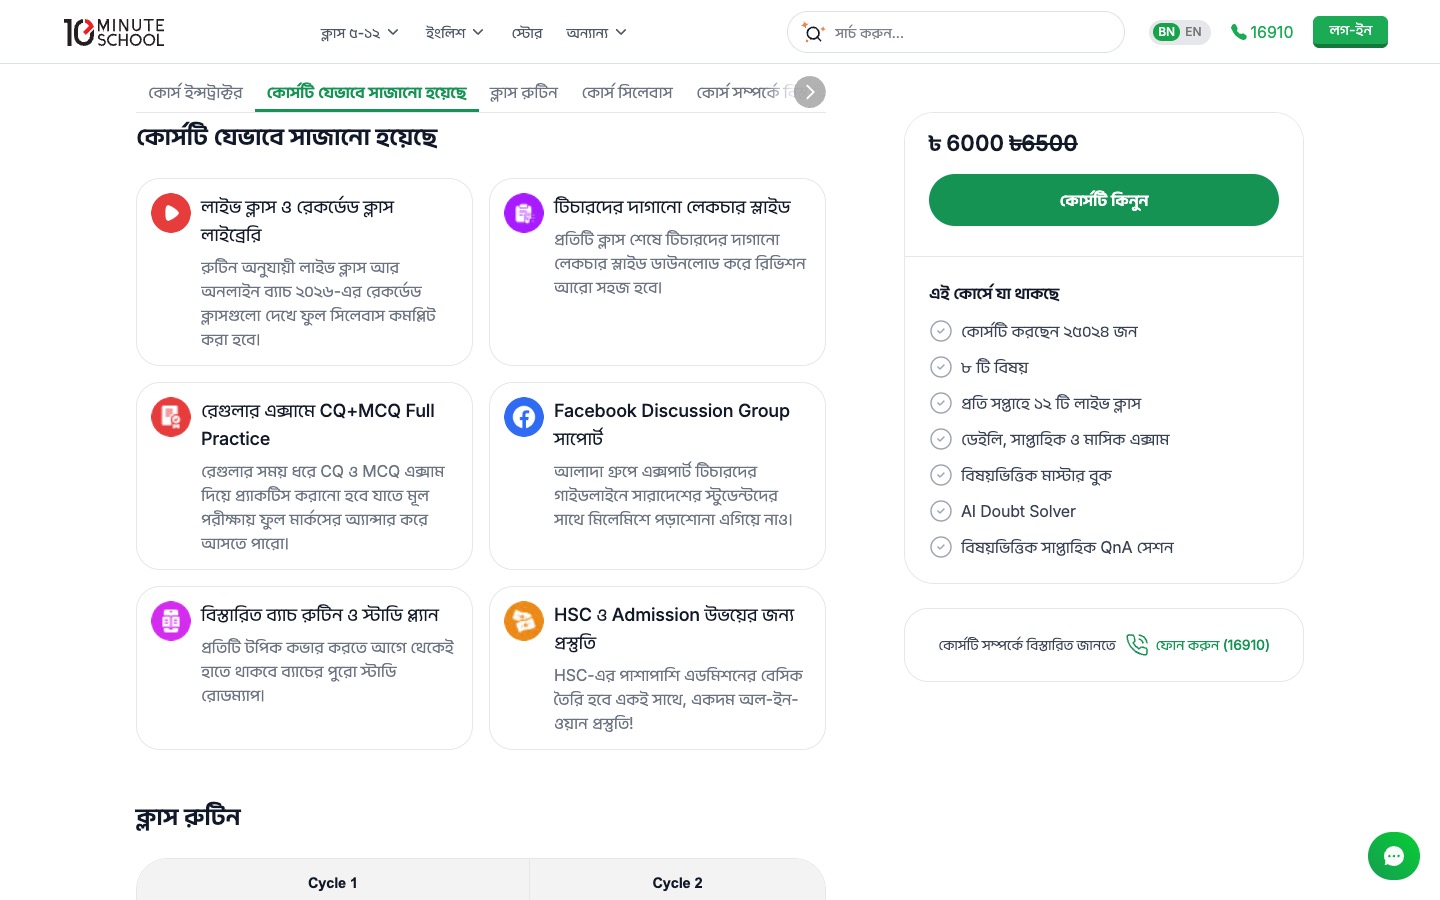 10 MINUTE SCHOOL
ক্লাস ৫-১২
ইংলিশ
স্টোর
অন্যান্য
সার্চ করুন...
BN EN
16910
লগ-ইন
কোর্স ইন্সট্রাক্টর
কোর্সটি যেভাবে সাজানো হয়েছে
ক্লাস রুটিন
কোর্স সিলেবাস
কোর্স সম্পর্কে
কোর্সটি যেভাবে সাজানো হয়েছে
লাইভ ক্লাস ও রেকর্ডেড ক্লাস
লাইব্রেরি
রুটিন অনুযায়ী লাইভ ক্লাস আর
অনলাইন ব্যাচ ২০২৬-এর রেকর্ডেড
ক্লাসগুলো দেখে ফুল সিলেবাস কমপ্লিট
করা হবে।
টিচারদের দাগানো লেকচার স্লাইড
প্রতিটি ক্লাস শেষে টিচারদের দাগানো
লেকচার স্লাইড ডাউনলোড করে রিভিশন
আরো সহজ হবে।
রেগুলার এক্সামে CQ+MCQ Full
Practice
রেগুলার সময় ধরে CQ ও MCQ এক্সাম
দিয়ে প্র্যাকটিস করানো হবে যাতে মূল
পরীক্ষায় ফুল মার্কসের অ্যান্সার করে
আসতে পারো।
Facebook Discussion Group
সাপোর্ট
আলাদা গ্রুপে এক্সপার্ট টিচারদের
গাইডলাইনে সারাদেশের স্টুডেন্টদের
সাথে মিলেমিশে পড়াশোনা এগিয়ে নাও।
বিস্তারিত ব্যাচ রুটিন ও স্টাডি প্ল্যান
প্রতিটি টপিক কভার করতে আগে থেকেই
হাতে থাকবে ব্যাচের পুরো স্টাডি
রোডম্যাপ।
HSC ও Admission উভয়ের জন্য
প্রস্তুতি
HSC-এর পাশাপাশি এডমিশনের বেসিক
তৈরি হবে একই সাথে, একদম অল-ইন-
ওয়ান প্রস্তুতি!
ক্লাস রুটিন
Cycle 1
Cycle 2
৳ 6000 ৳6500
কোর্সটি কিনুন
এই কোর্সে যা থাকছে
কোর্সটি করছেন ২৫০২৪ জন
৮ টি বিষয়
প্রতি সপ্তাহে ১২ টি লাইভ ক্লাস
ডেইলি, সাপ্তাহিক ও মাসিক এক্সাম
বিষয়ভিত্তিক মাস্টার বুক
AI Doubt Solver
বিষয়ভিত্তিক সাপ্তাহিক QnA সেশন
কোর্সটি সম্পর্কে বিস্তারিত জানতে
ফোন করুন (16910)